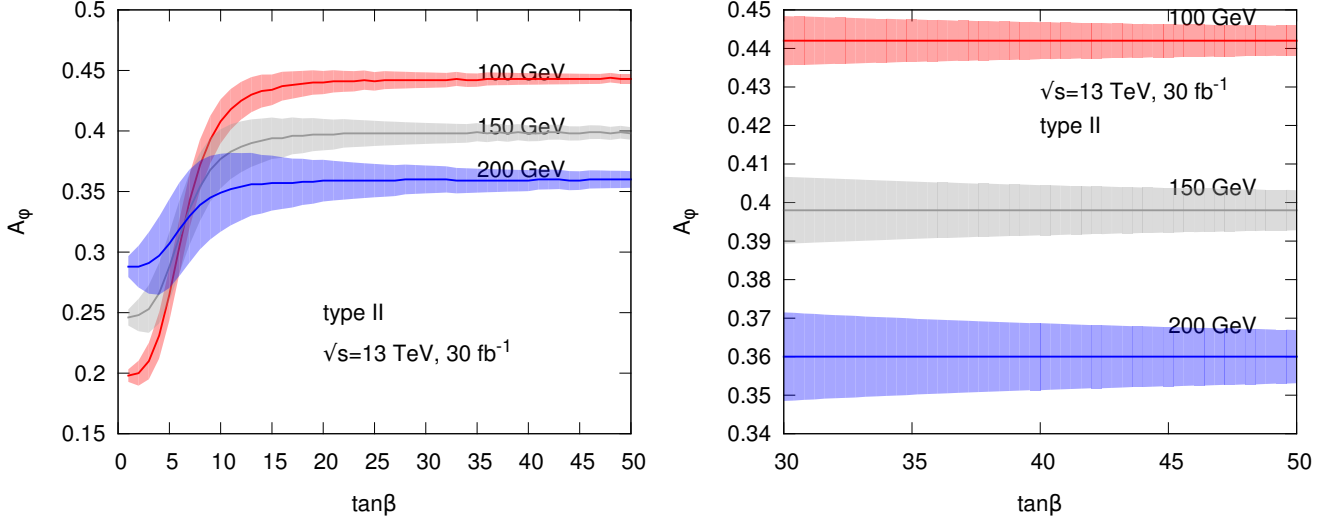 0.5
0.45
0.4
0.35
0.3
0.25
0.2
0.15
Aφ
100 GeV
150 GeV
200 GeV
type II
√s=13 TeV, 30 fb-1
0 5 10 15 20 25 30 35 40 45 50
tanβ
0.45
0.44
0.43
0.42
0.41
0.4
0.39
0.38
0.37
0.36
0.35
0.34
Aφ
100 GeV
√s=13 TeV, 30 fb-1
type II
150 GeV
200 GeV
30 35 40 45 50
tanβ